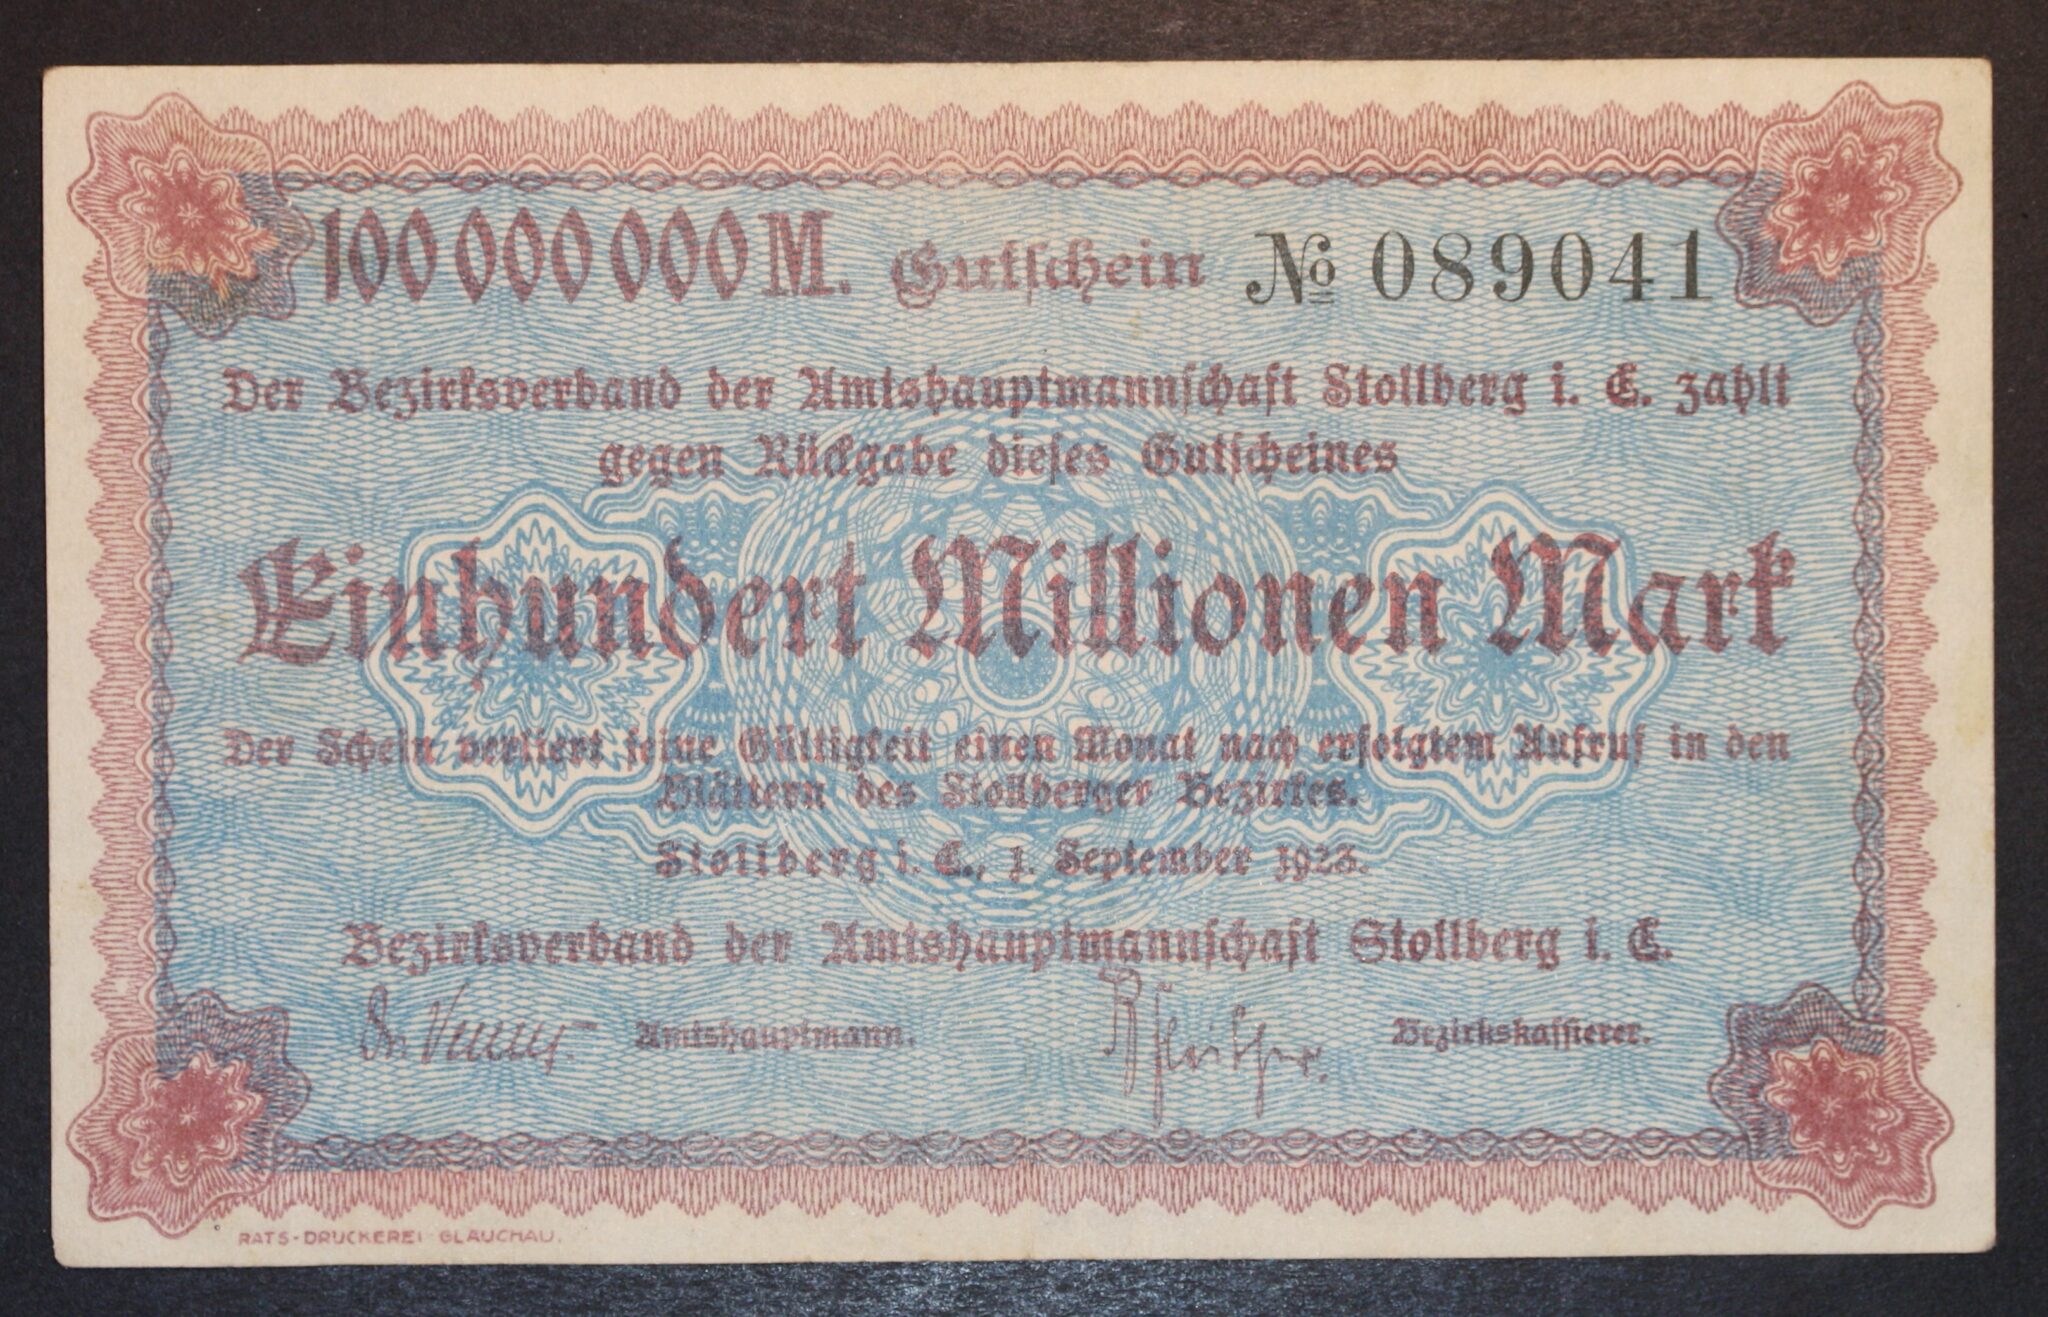 100 000 000 M. Gutschein № 089041
Der Bezirksverband der Amtshauptmannschaft Stollberg i. E. zahlt
gegen Rückgabe dieses Gutscheines
Einhundert Millionen Mark
Der Schein verliert seine Gültigkeit einen Monat nach erfolgtem Aufruf in den
Blättern des Stollberger Bezirkes.
Stollberg i. E., 1. September 1923.
Bezirksverband der Amtshauptmannschaft Stollberg i. E.
Amtshauptmann. Bezirkskassierer.
RATS-DRUCKEREI GLAUCHAU.